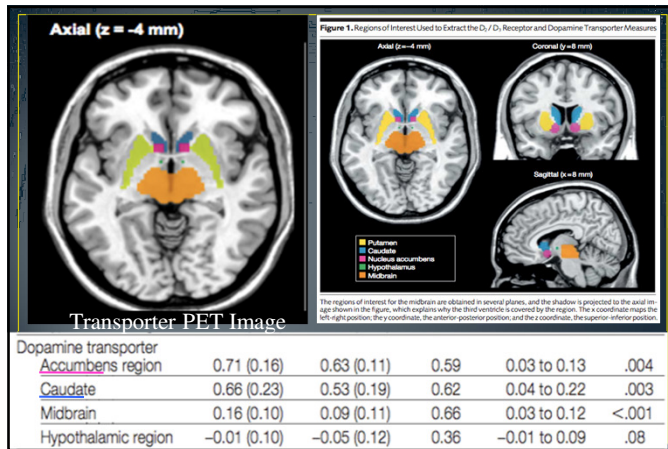 Axial (z = -4 mm)
Transporter PET Image
Figure 1. Regions of Interest Used to Extract the D2 / D3 Receptor and Dopamine Transporter Measures
Axial (z=-4 mm)
Coronal (y=8 mm)
Sagittal (x=8 mm)
Putamen
Caudate
Nucleus accumbens
Hypothalamus
Midbrain
The regions of interest for the midbrain are obtained in several planes, and the shadow is projected to the axial im-
age shown in the figure, which explains why the third ventricle is covered by the region. The x coordinate maps the
left-right position; the y coordinate, the anterior-posterior position; and the z coordinate, the superior-inferior position.
Dopamine transporter
Accumbens region 0.71 (0.16) 0.63 (0.11) 0.59 0.03 to 0.13 .004
Caudate 0.66 (0.23) 0.53 (0.19) 0.62 0.04 to 0.22 .003
Midbrain 0.16 (0.10) 0.09 (0.11) 0.66 0.03 to 0.12 <.001
Hypothalamic region −0.01 (0.10) −0.05 (0.12) 0.36 −0.01 to 0.09 .08